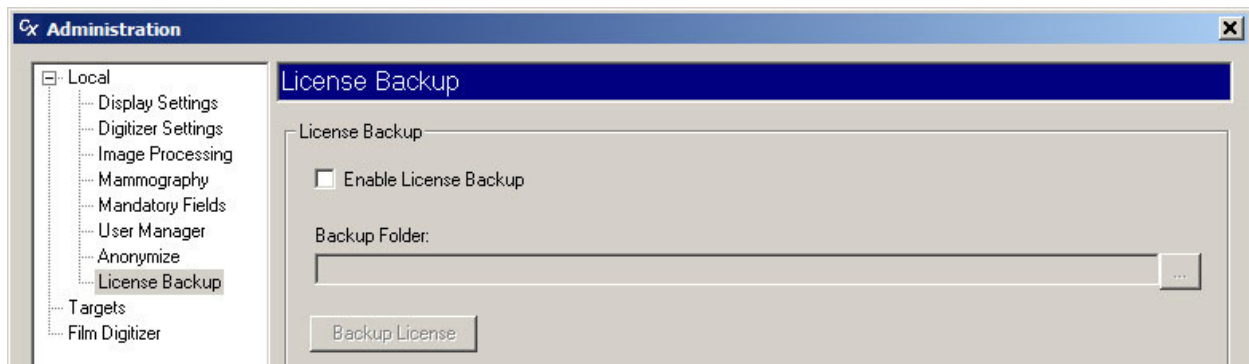 Cx Administration
Local
Display Settings
Digitizer Settings
Image Processing
Mammography
Mandatory Fields
User Manager
Anonymize
License Backup
Targets
Film Digitizer
License Backup
License Backup
Enable License Backup
Backup Folder:
...
Backup License